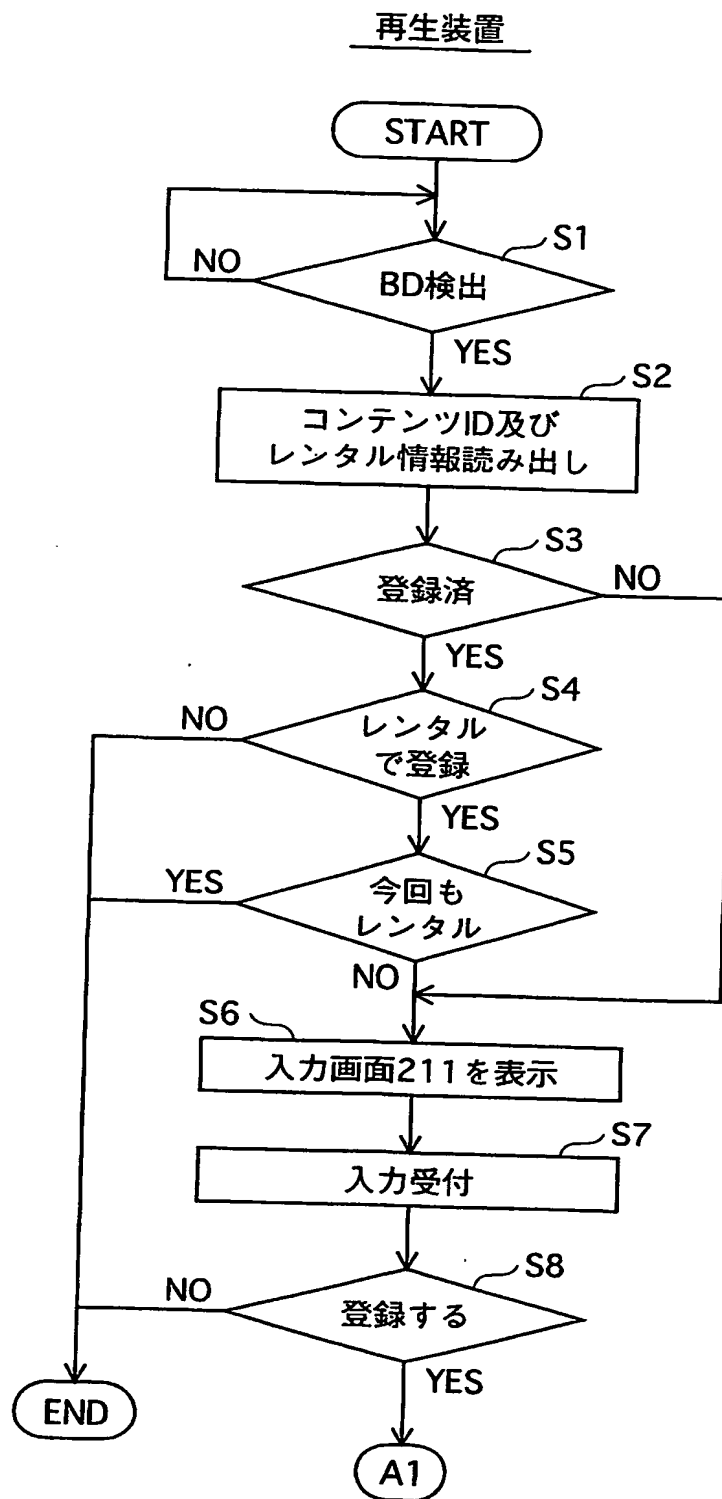 再生装置
START
S1
NO
BD検出
YES
S2
コンテンツID及び
レンタル情報読み出し
S3
NO
登録済
YES
S4
NO
レンタル
で登録
YES
S5
YES
今回も
レンタル
NO
S6
入力画面211を表示
S7
入力受付
S8
NO
登録する
YES
END
A1